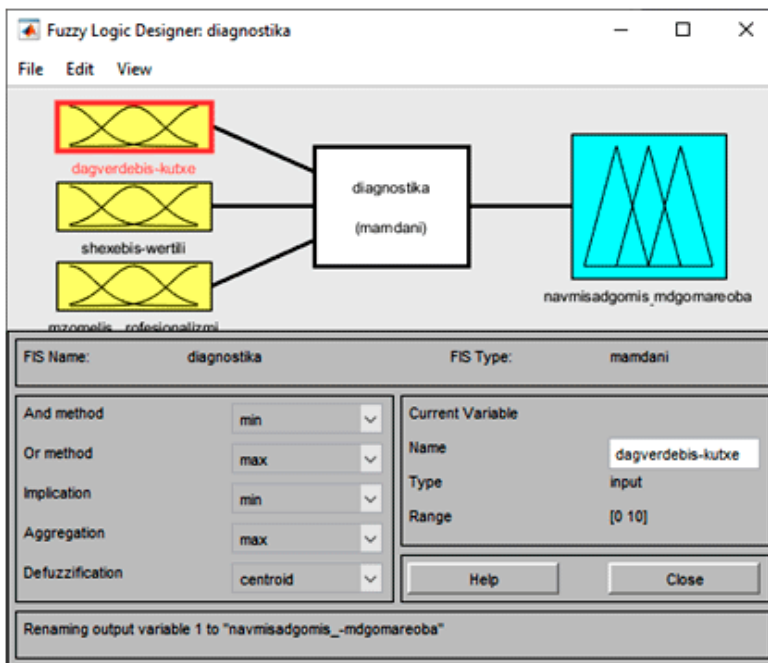 Fuzzy Logic Designer: diagnostika
File Edit View
dagverdebis-kutxe
shexebis-wertili
diagnostika
(mamdani)
navmisadgomis_mdgomareoba
FIS Name: diagnostika FIS Type: mamdani
And method min
Or method max
Implication min
Aggregation max
Defuzzification centroid
Current Variable
Name dagverdebis-kutxe
Type input
Range [0 10]
Help Close
Renaming output variable 1 to "navmisadgomis_-mdgomareoba"